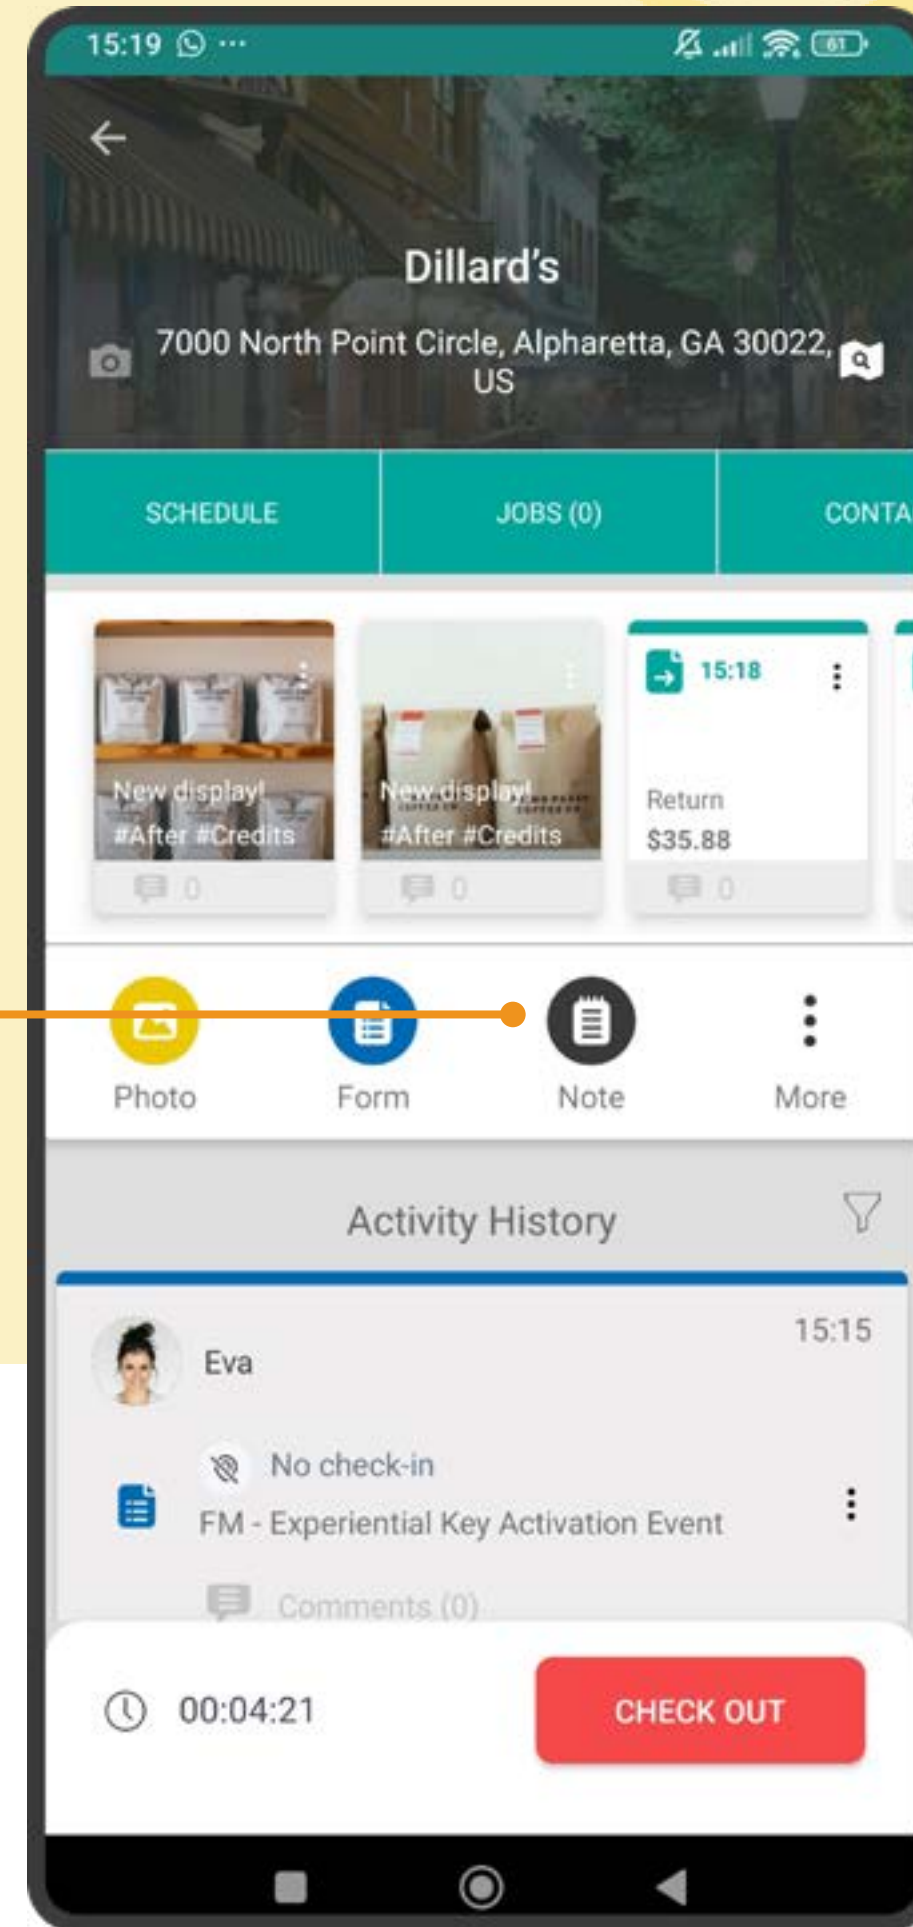 15:19
61
Dillard's
7000 North Point Circle, Alpharetta, GA 30022,
US
SCHEDULE
JOBS (0)
CONTA
15:18
New display!
#After #Credits
New display!
#After #Credits
Return
$35.88
0
0
0
Photo
Form
Note
More
Activity History
15:15
Eva
No check-in
FM - Experiential Key Activation Event
Comments (0)
00:04:21
CHECK OUT